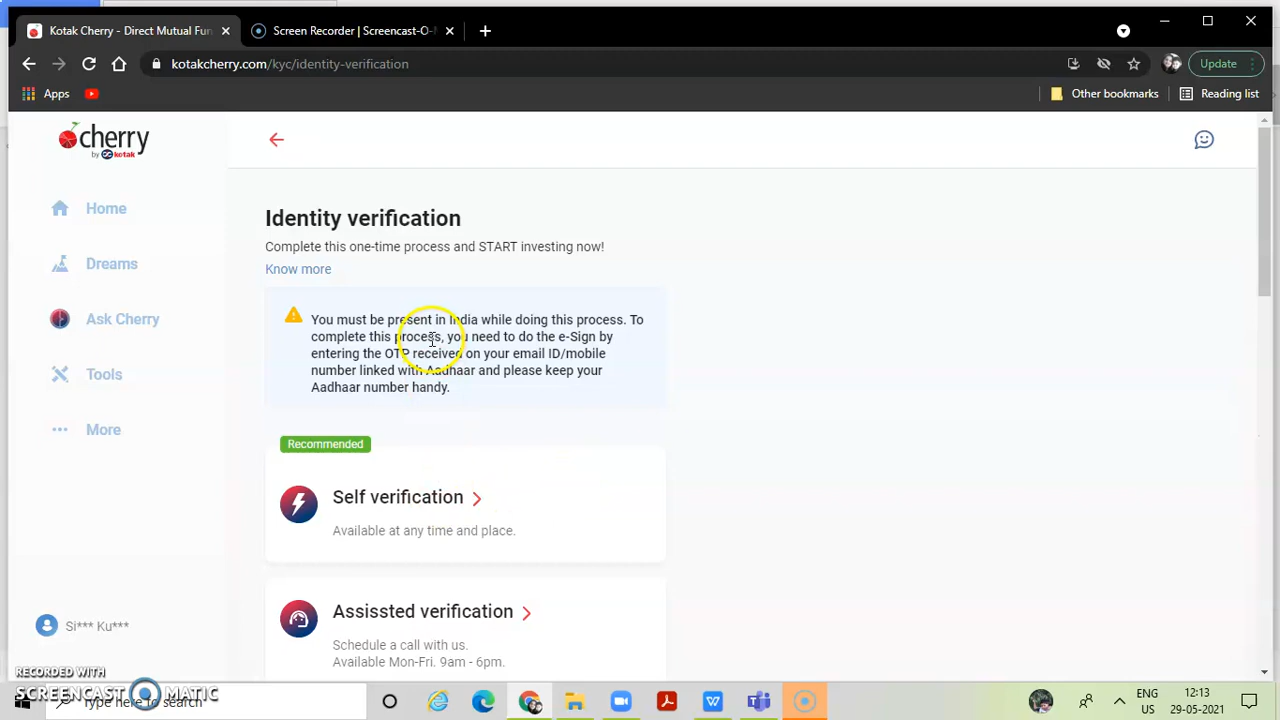 Kotak Cherry - Direct Mutual Fun
Screen Recorder | Screencast-O-
kotakcherry.com/kyc/identity-verification
Update
Apps
Other bookmarks
Reading list
cherry
by kotak
Home
Dreams
Ask Cherry
Tools
More
Si*** Ku***
Identity verification
Complete this one-time process and START investing now!
Know more
You must be present in India while doing this process. To
complete this process, you need to do the e-Sign by
entering the OTP received on your email ID/mobile
number linked with Aadhaar and please keep your
Aadhaar number handy.
Recommended
Self verification
Available at any time and place.
Assissted verification
Schedule a call with us.
Available Mon-Fri. 9am - 6pm.
RECORDED WITH
SCREENCAST MATIC
Type here to search
ENG
US
12:13
29-05-2021